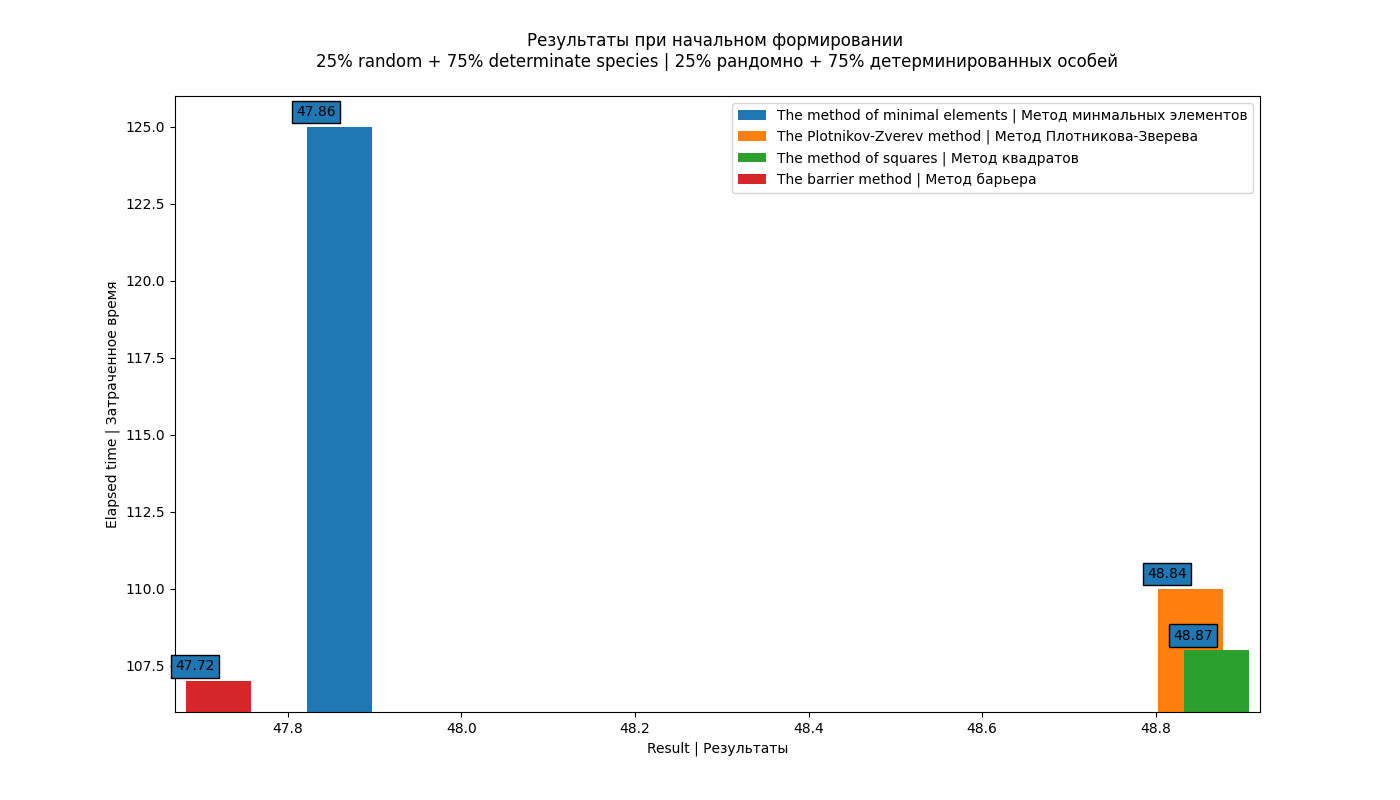 Результаты при начальном формировании
25% random + 75% determinate species | 25% рандомно + 75% детерминированных особей
47.86
The method of minimal elements | Метод минмальных элементов
The Plotnikov-Zverev method | Метод Плотникова-Зверева
The method of squares | Метод квадратов
The barrier method | Метод барьера
125.0
122.5
120.0
117.5
115.0
112.5
110.0
107.5
Elapsed time | Затраченное время
48.84
48.87
47.72
47.8
48.0
48.2
48.4
48.6
48.8
Result | Результаты